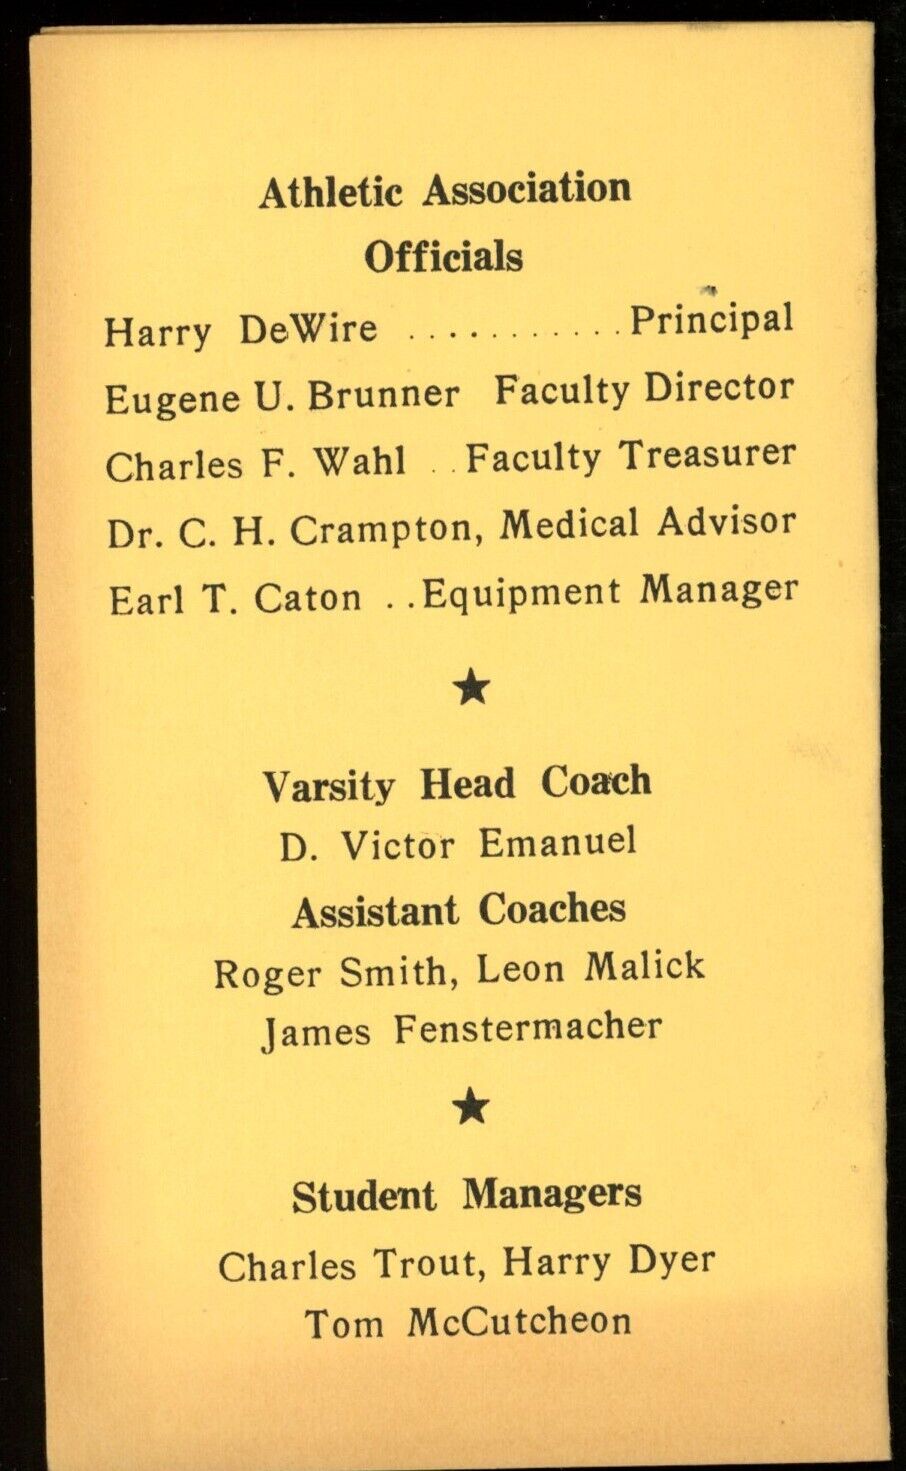 Athletic Association
Officials
Harry DeWire ........... Principal
Eugene U. Brunner Faculty Director
Charles F. Wahl .. Faculty Treasurer
Dr. C. H. Crampton, Medical Advisor
Earl T. Caton .. Equipment Manager
★
Varsity Head Coach
D. Victor Emanuel
Assistant Coaches
Roger Smith, Leon Malick
James Fenstermacher
★
Student Managers
Charles Trout, Harry Dyer
Tom McCutcheon